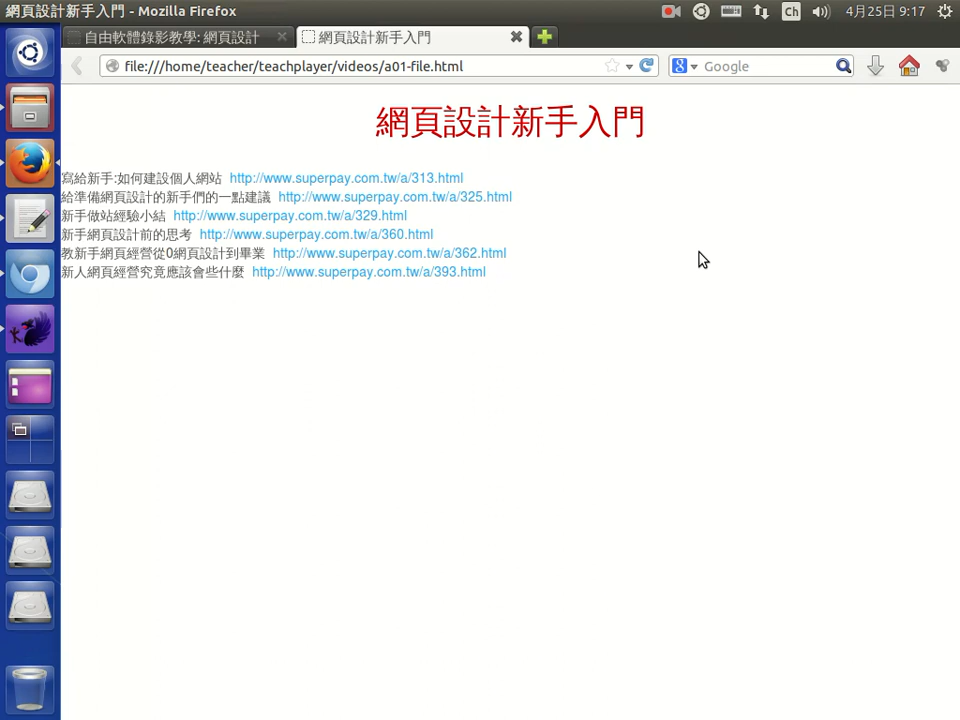 網頁設計新手入門 - Mozilla Firefox
Ch
4月25日 9:17
自由軟體錄影教學: 網頁設計
網頁設計新手入門
file:///home/teacher/teachplayer/videos/a01-file.html
Google
網頁設計新手入門
寫給新手:如何建設個人網站 http://www.superpay.com.tw/a/313.html
給準備網頁設計的新手們的一點建議 http://www.superpay.com.tw/a/325.html
新手做站經驗小結 http://www.superpay.com.tw/a/329.html
新手網頁設計前的思考 http://www.superpay.com.tw/a/360.html
教新手網頁經營從0網頁設計到畢業 http://www.superpay.com.tw/a/362.html
新人網頁經營究竟應該會些什麼 http://www.superpay.com.tw/a/393.html